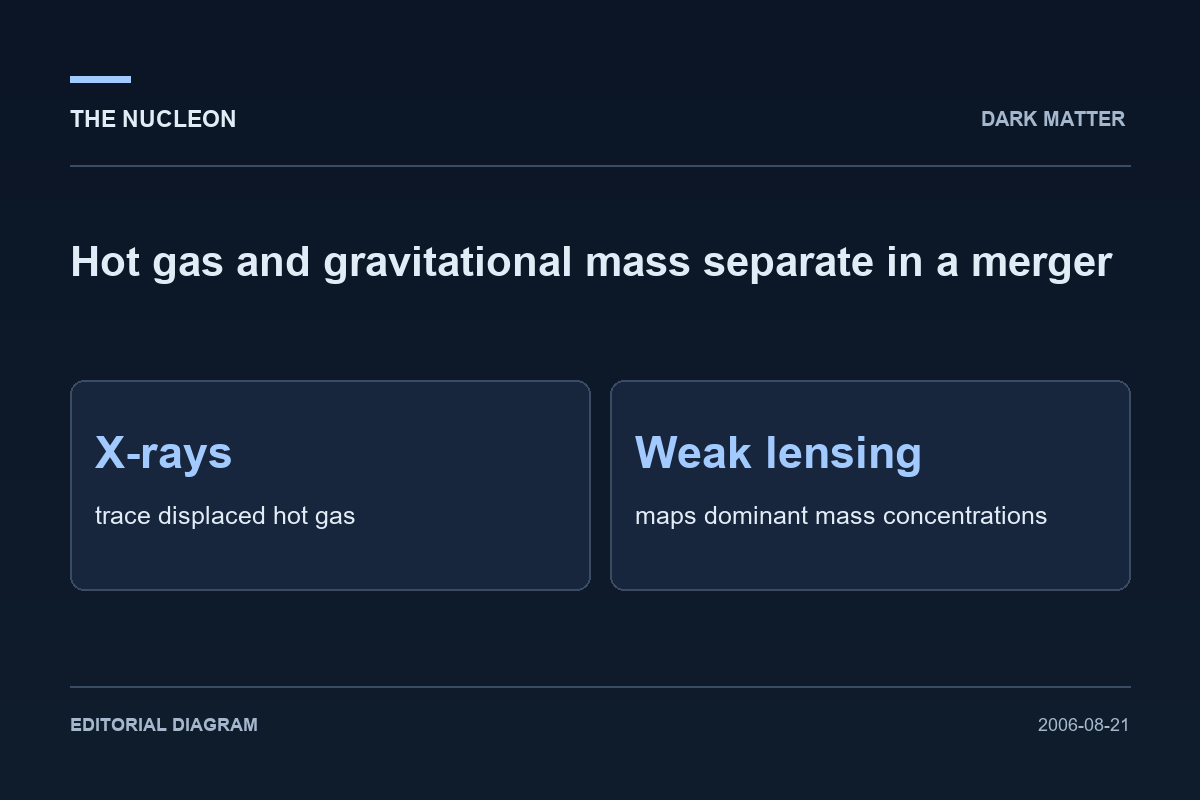 THE NUCLEON
DARK MATTER
Hot gas and gravitational mass separate in a merger
X-rays
trace displaced hot gas
Weak lensing
maps dominant mass concentrations
EDITORIAL DIAGRAM
2006-08-21